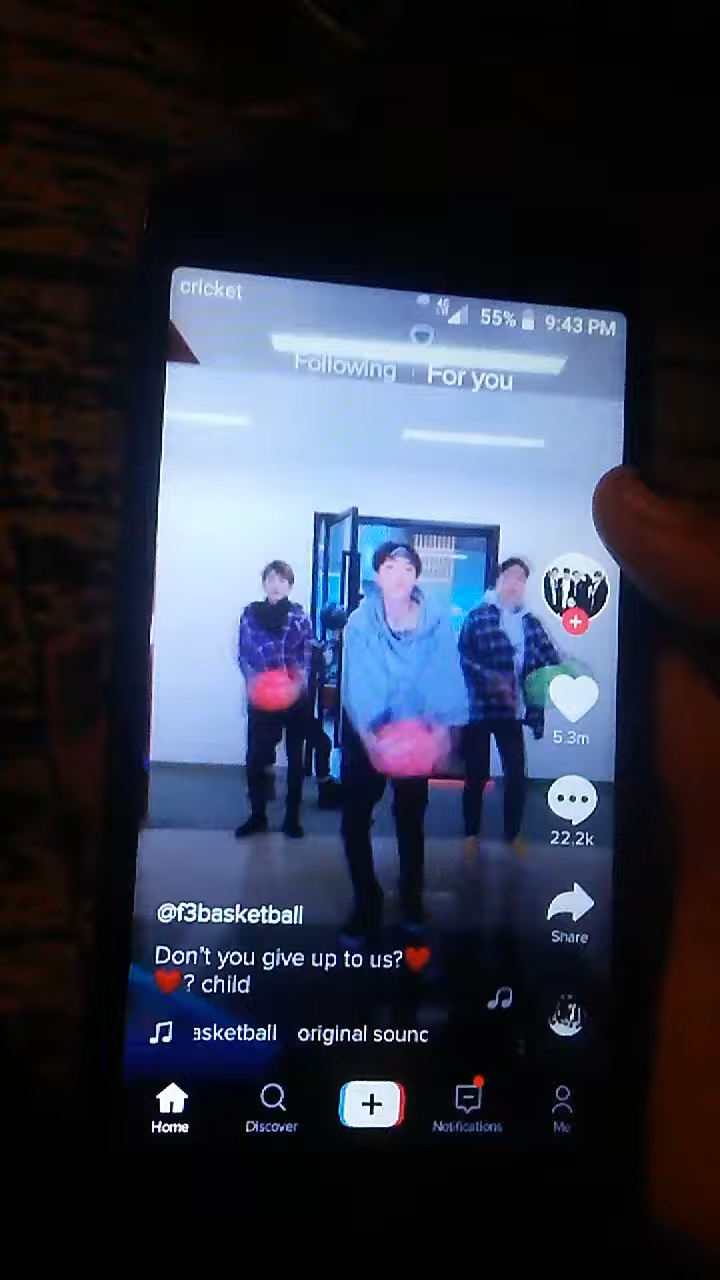 cricket
4G 55% 9:43 PM
Following For you
5.3m
22.2k
Share
@f3basketball
Don't you give up to us?❤️
❤️? child
asketball original sounc
Home Discover Notifications Me